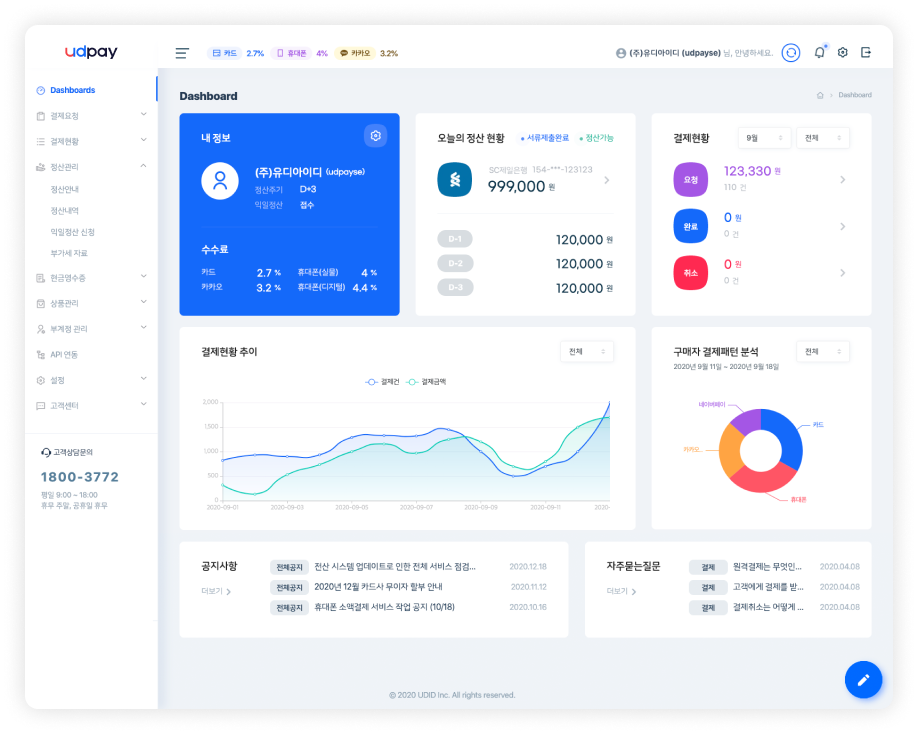 udpay
카드 2.7% 휴대폰 4% 카카오 3.2%
(주)유디아이디 (udpayse) 님, 안녕하세요.
Dashboards
결제요청
결제현황
정산관리
정산안내
정산내역
익일정산 신청
부가세 자료
현금영수증
상품관리
부계정 관리
API 연동
설정
고객센터
고객상담문의
1800-3772
평일 9:00 ~ 18:00
휴무 주말, 공휴일 휴무
Dashboard
Dashboard
내 정보
(주)유디아이디 (udpayse)
정산주기 D+3
익일정산 접수
수수료
카드 2.7 % 휴대폰(실물) 4 %
카카오 3.2 % 휴대폰(디지털) 4.4 %
오늘의 정산 현황 서류제출완료 정산가능
SC제일은행 154-***-123123
999,000 원
D-1 120,000 원
D-2 120,000 원
D-3 120,000 원
결제현황 9월 전체
요청 123,330 원
110 건
완료 0 원
0 건
취소 0 원
0 건
결제현황 추이 전체
결제건 결제금액
2,000
1,500
1,000
500
0
2020-09-01 2020-09-03 2020-09-05 2020-09-07 2020-09-09 2020-09-11 2020-
구매자 결제패턴 분석 전체
2020년 9월 11일 ~ 2020년 9월 18일
네이버페이
카드
카카오...
휴대폰
공지사항
더보기
전체공지 전산 시스템 업데이트로 인한 전체 서비스 점검... 2020.12.18
전체공지 2020년 12월 카드사 무이자 할부 안내 2020.11.12
전체공지 휴대폰 소액결제 서비스 작업 공지 (10/18) 2020.10.16
자주묻는질문
더보기
결제 원격결제는 무엇인... 2020.04.08
결제 고객에게 결제를 받... 2020.04.08
결제 결제취소는 어떻게 ... 2020.04.08
© 2020 UDID Inc. All rights reserved.